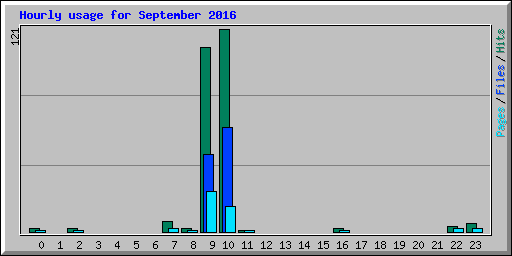 Hourly usage for September 2016
121
Pages/Files/Hits
0 1 2 3 4 5 6 7 8 9 10 11 12 13 14 15 16 17 18 19 20 21 22 23